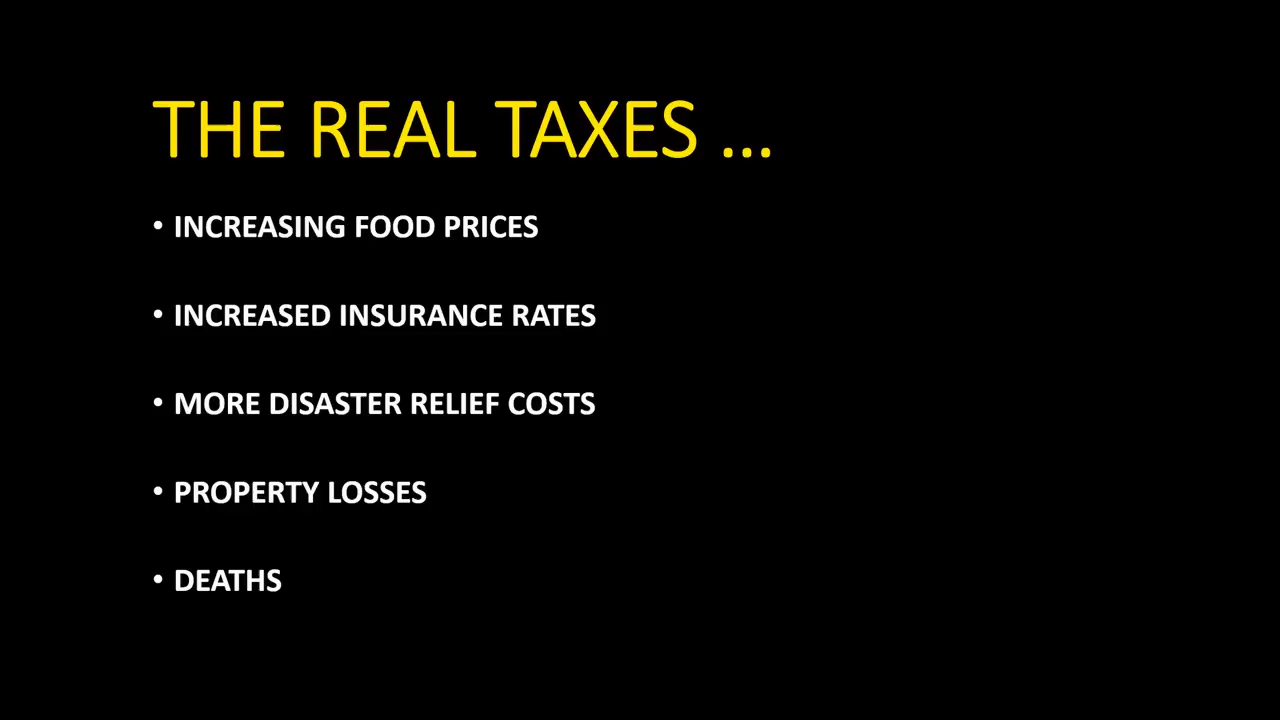 THE REAL TAXES ...
• INCREASING FOOD PRICES
• INCREASED INSURANCE RATES
• MORE DISASTER RELIEF COSTS
• PROPERTY LOSSES
• DEATHS